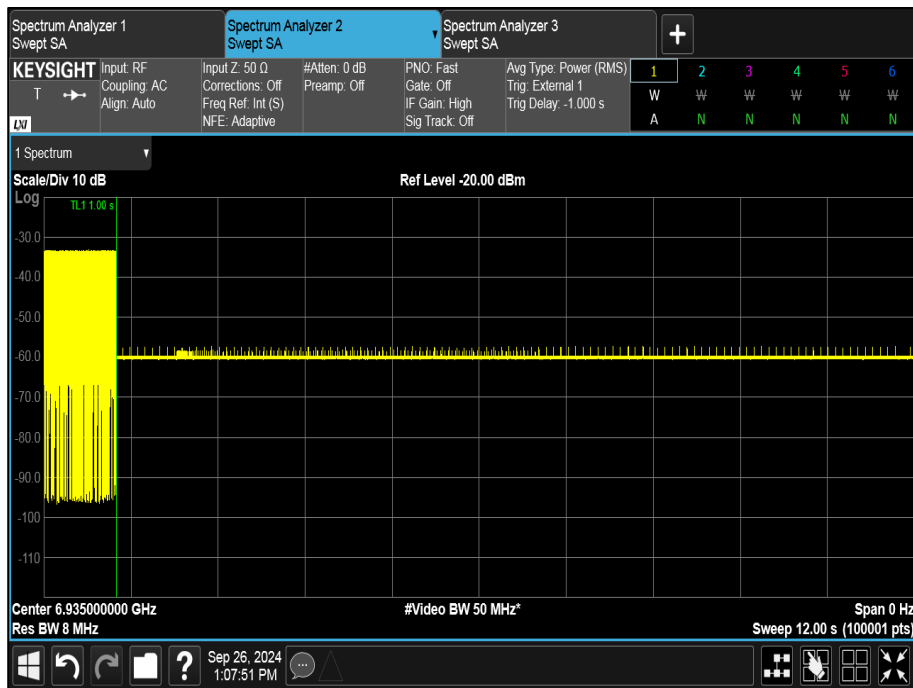 Spectrum Analyzer 1
Swept SA
Spectrum Analyzer 2
Swept SA
Spectrum Analyzer 3
Swept SA
KEYSIGHT
T
LXI
Input: RF
Coupling: AC
Align: Auto
Input Z: 50 Ω
Corrections: Off
Freq Ref: Int (S)
NFE: Adaptive
#Atten: 0 dB
Preamp: Off
PNO: Fast
Gate: Off
IF Gain: High
Sig Track: Off
Avg Type: Power (RMS)
Trig: External 1
Trig Delay: -1.000 s
1 2 3 4 5 6
W W W W W W
A N N N N N
1 Spectrum
Scale/Div 10 dB
Ref Level -20.00 dBm
Log
TL1 1.00 s
-30.0
-40.0
-50.0
-60.0
-70.0
-80.0
-90.0
-100
-110
Center 6.935000000 GHz
#Video BW 50 MHz*
Span 0 Hz
Res BW 8 MHz
Sweep 12.00 s (100001 pts)
Sep 26, 2024
1:07:51 PM